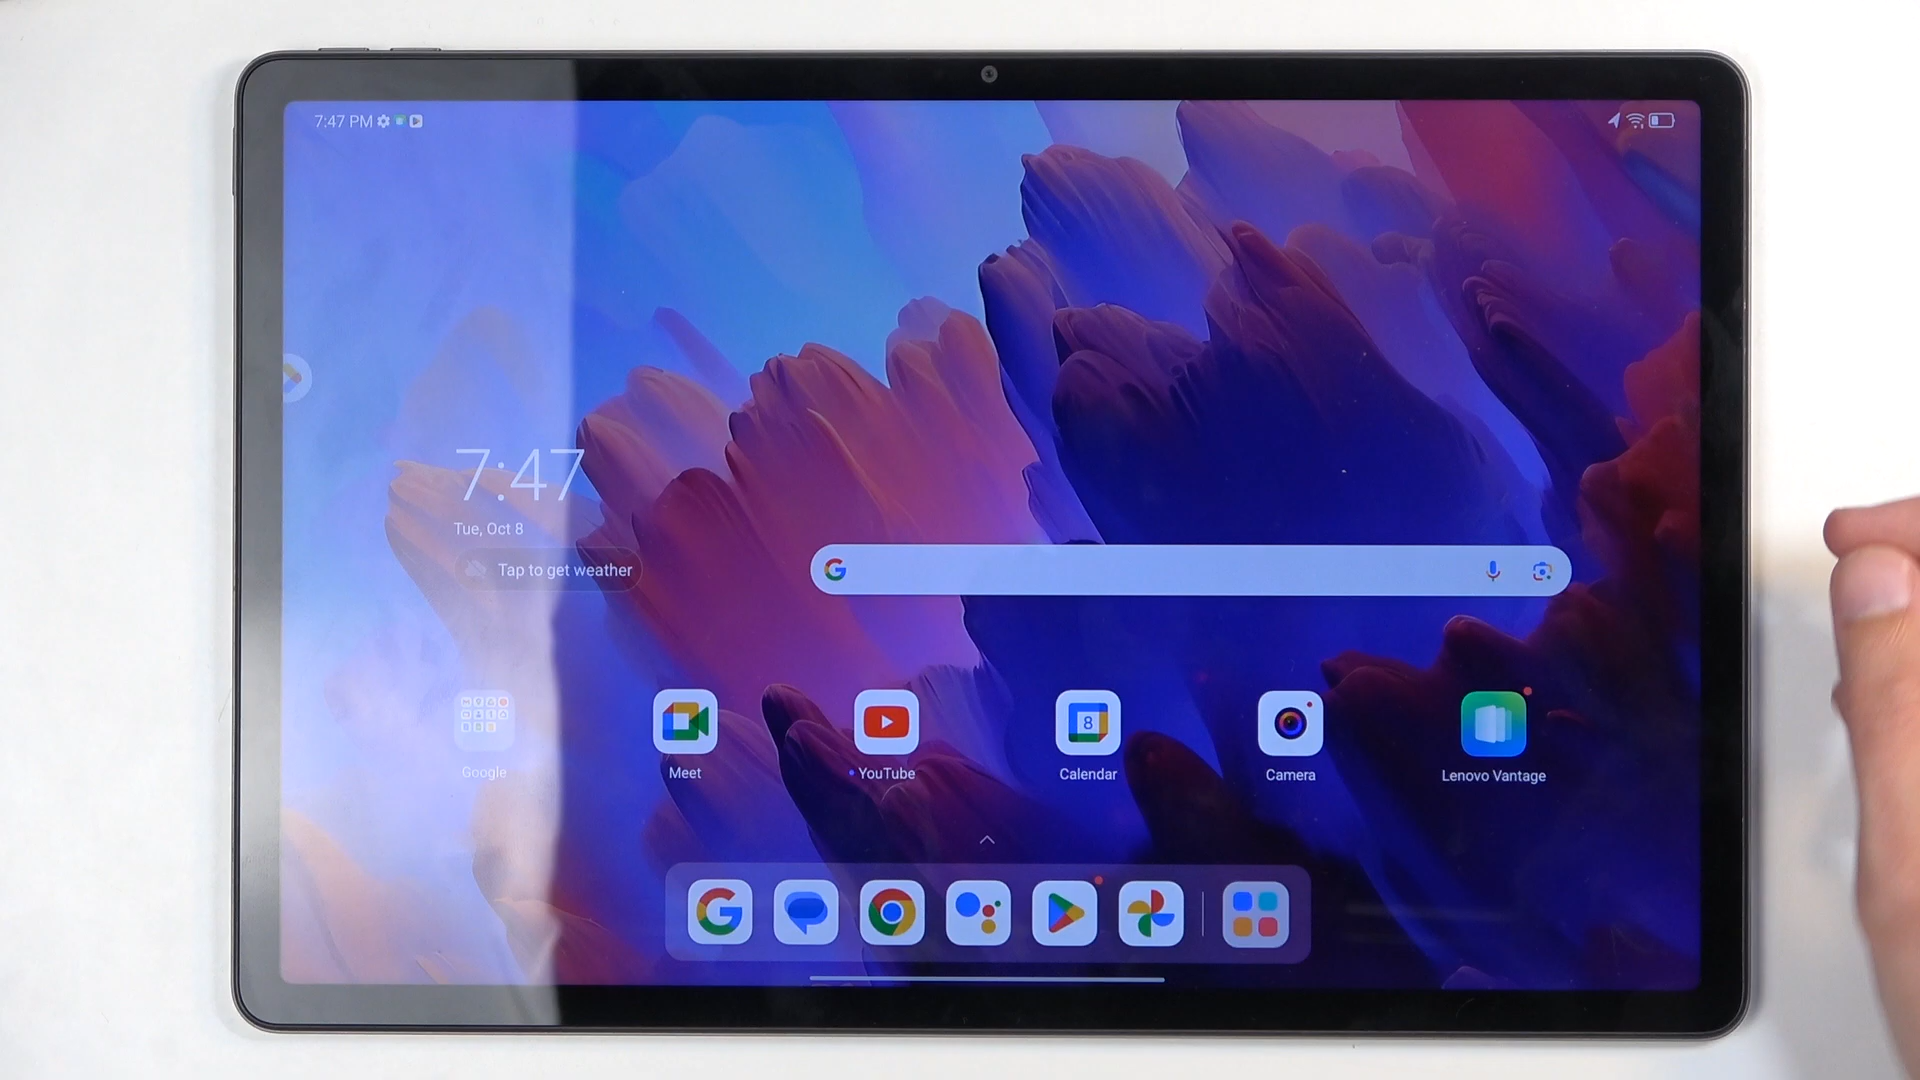 7:47 PM
7:47
Tue, Oct 8
Tap to get weather
8
Google
Meet
YouTube
Calendar
Camera
Lenovo Vantage